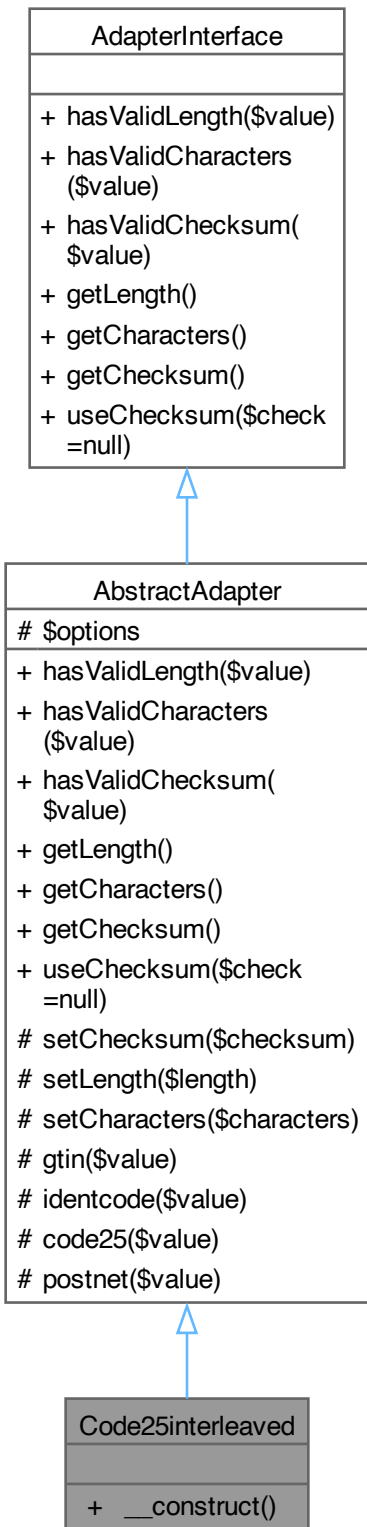 AdapterInterface
+ hasValidLength($value)
+ hasValidCharacters
($value)
+ hasValidChecksum(
$value)
+ getLength()
+ getCharacters()
+ getChecksum()
+ useChecksum($check
=null)
AbstractAdapter
# $options
+ hasValidLength($value)
+ hasValidCharacters
($value)
+ hasValidChecksum(
$value)
+ getLength()
+ getCharacters()
+ getChecksum()
+ useChecksum($check
=null)
# setChecksum($checksum)
# setLength($length)
# setCharacters($characters)
# gtin($value)
# identcode($value)
# code25($value)
# postnet($value)
Code25interleaved
+ __construct()